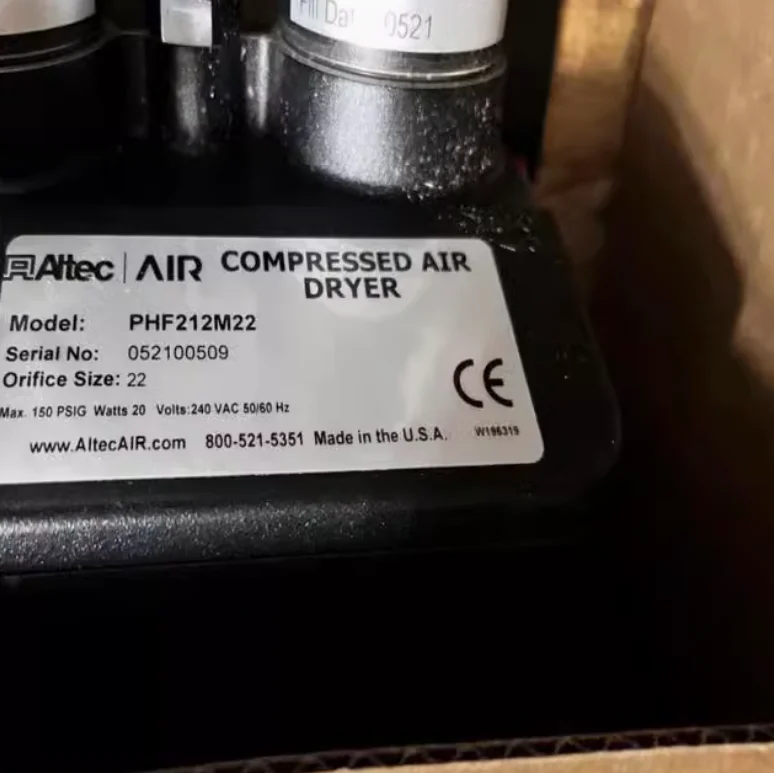 Fill Dat 0521
Altec AIR COMPRESSED AIR
DRYER
Model: PHF212M22
Serial No: 052100509
Orifice Size: 22
Max. 150 PSIG Watts 20 Volts:240 VAC 50/60 Hz
CE
www.AltecAIR.com 800-521-5351 Made in the U.S.A. W196319